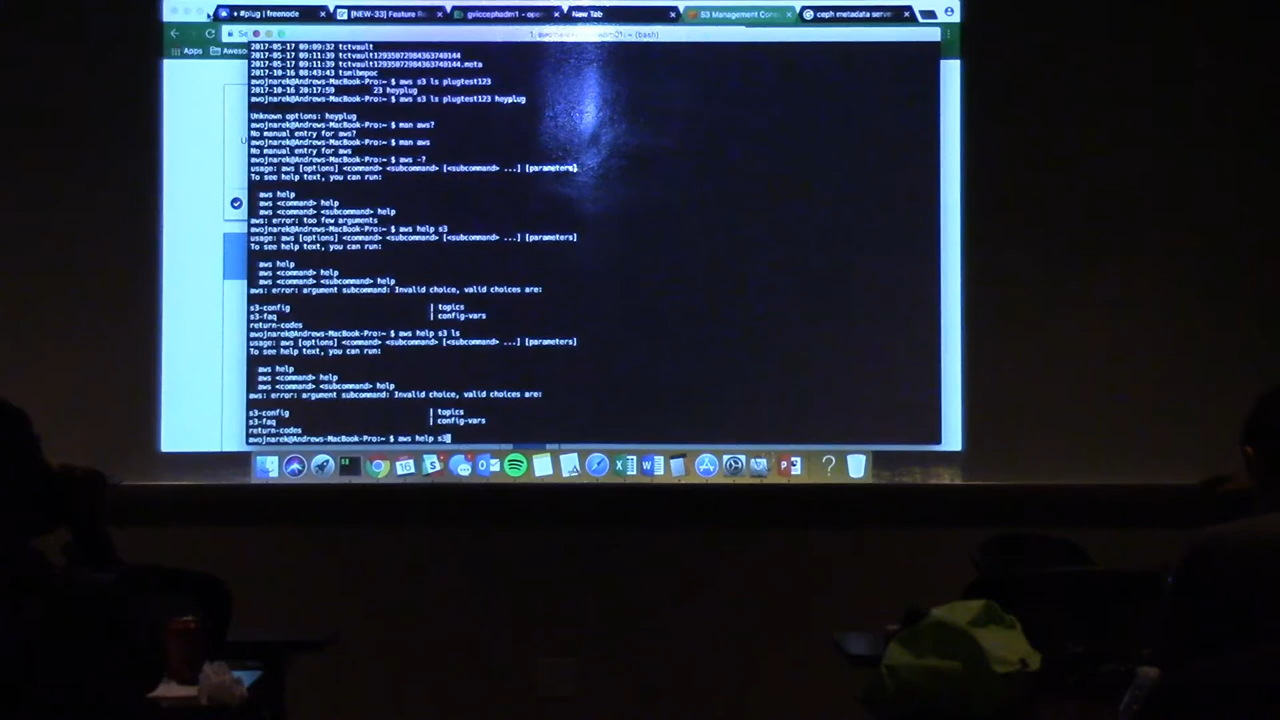 #plug | freenode
[NEW-33] Feature Re
gviccephadm1 - open
New Tab
S3 Management Con
ceph metadata serve
Apps
Aweso
(bash)
2017-05-17 09:09:32 tctvault
2017-05-17 09:11:39 tctvault12935072984363740144
2017-05-17 09:11:39 tctvault12935072984363740144.meta
2017-10-16 08:43:43 tsmibmpoc
awojnarek@Andrews-MacBook-Pro:~ $ aws s3 ls plugtest123
2017-10-16 20:17:59 23 heyplug
awojnarek@Andrews-MacBook-Pro:~ $ aws s3 ls plugtest123 heyplug
Unknown options: heyplug
awojnarek@Andrews-MacBook-Pro:~ $ man aws?
No manual entry for aws?
awojnarek@Andrews-MacBook-Pro:~ $ man aws
No manual entry for aws
awojnarek@Andrews-MacBook-Pro:~ $ aws -?
usage: aws [options] <command> <subcommand> [<subcommand> ...] [parameters]
To see help text, you can run:
aws help
aws <command> help
aws <command> <subcommand> help
aws: error: too few arguments
awojnarek@Andrews-MacBook-Pro:~ $ aws help s3
usage: aws [options] <command> <subcommand> [<subcommand> ...] [parameters]
To see help text, you can run:
aws help
aws <command> help
aws <command> <subcommand> help
aws: error: argument subcommand: Invalid choice, valid choices are:
s3-config | topics
s3-faq | config-vars
return-codes
awojnarek@Andrews-MacBook-Pro:~ $ aws help s3 ls
usage: aws [options] <command> <subcommand> [<subcommand> ...] [parameters]
To see help text, you can run:
aws help
aws <command> help
aws <command> <subcommand> help
aws: error: argument subcommand: Invalid choice, valid choices are:
s3-config | topics
s3-faq | config-vars
return-codes
awojnarek@Andrews-MacBook-Pro:~ $ aws help s3
16